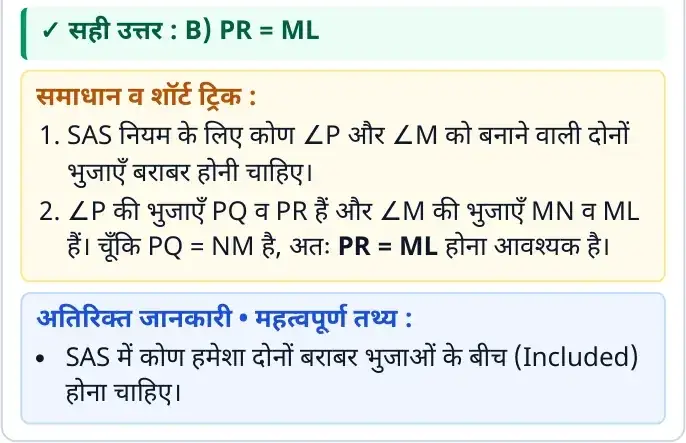 ✓ सही उत्तर : B) PR = ML
समाधान व शॉर्ट ट्रिक :
1. SAS नियम के लिए कोण ∠P और ∠M को बनाने वाली दोनों
भुजाएँ बराबर होनी चाहिए।
2. ∠P की भुजाएँ PQ व PR हैं और ∠M की भुजाएँ MN व ML
हैं। चूँकि PQ = NM है, अतः PR = ML होना आवश्यक है।
अतिरिक्त जानकारी • महत्वपूर्ण तथ्य :
• SAS में कोण हमेशा दोनों बराबर भुजाओं के बीच (Included)
होना चाहिए।